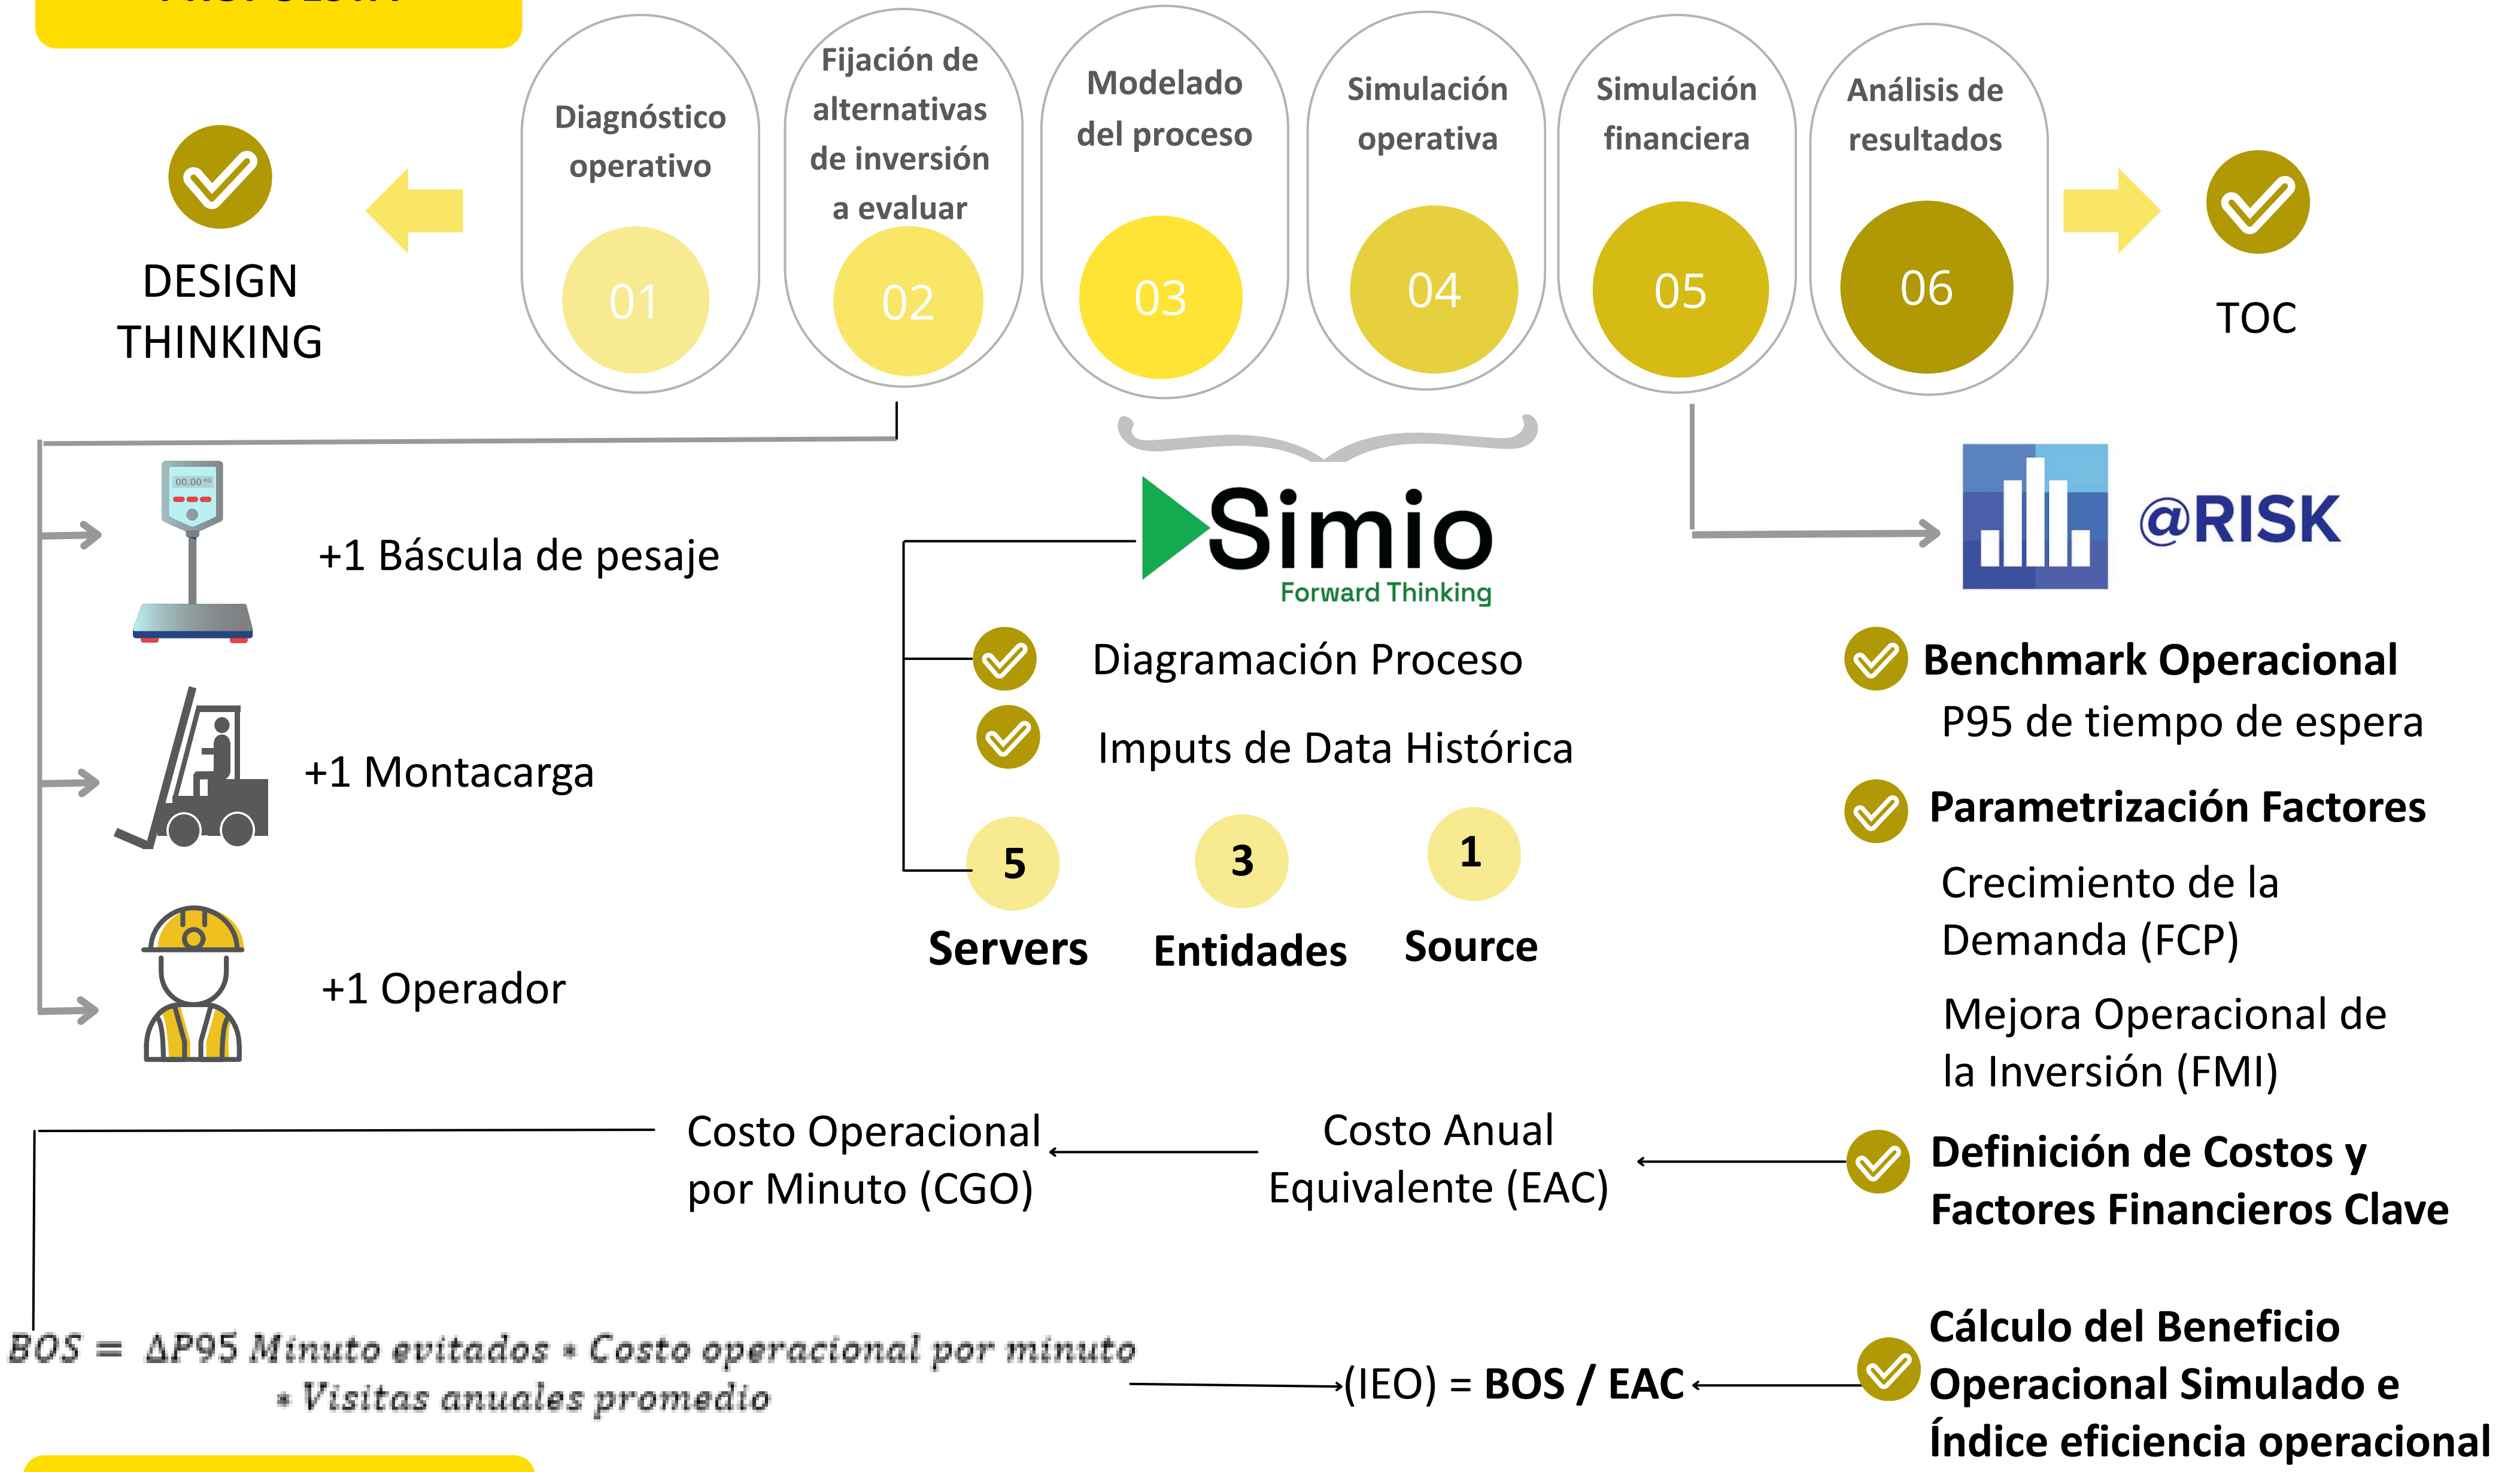 Diagnóstico
operativo
01
Fijación de
alternativas
de inversión
a evaluar
02
Modelado
del proceso
03
Simulación
operativa
04
Simulación
financiera
05
Análisis de
resultados
06
DESIGN
THINKING
TOC
00.00 KG
+1 Báscula de pesaje
+1 Montacarga
+1 Operador
Simio
Forward Thinking
Diagramación Proceso
Imputs de Data Histórica
5
Servers
3
Entidades
1
Source
@RISK
Benchmark Operacional
P95 de tiempo de espera
Parametrización Factores
Crecimiento de la
Demanda (FCP)
Mejora Operacional de
la Inversión (FMI)
Definición de Costos y
Factores Financieros Clave
Costo Anual
Equivalente (EAC)
Costo Operacional
por Minuto (CGO)
BOS = ΔP95 Minuto evitados * Costo operacional por minuto
* Visitas anuales promedio
(IEO) = BOS / EAC
Cálculo del Beneficio
Operacional Simulado e
Índice eficiencia operacional